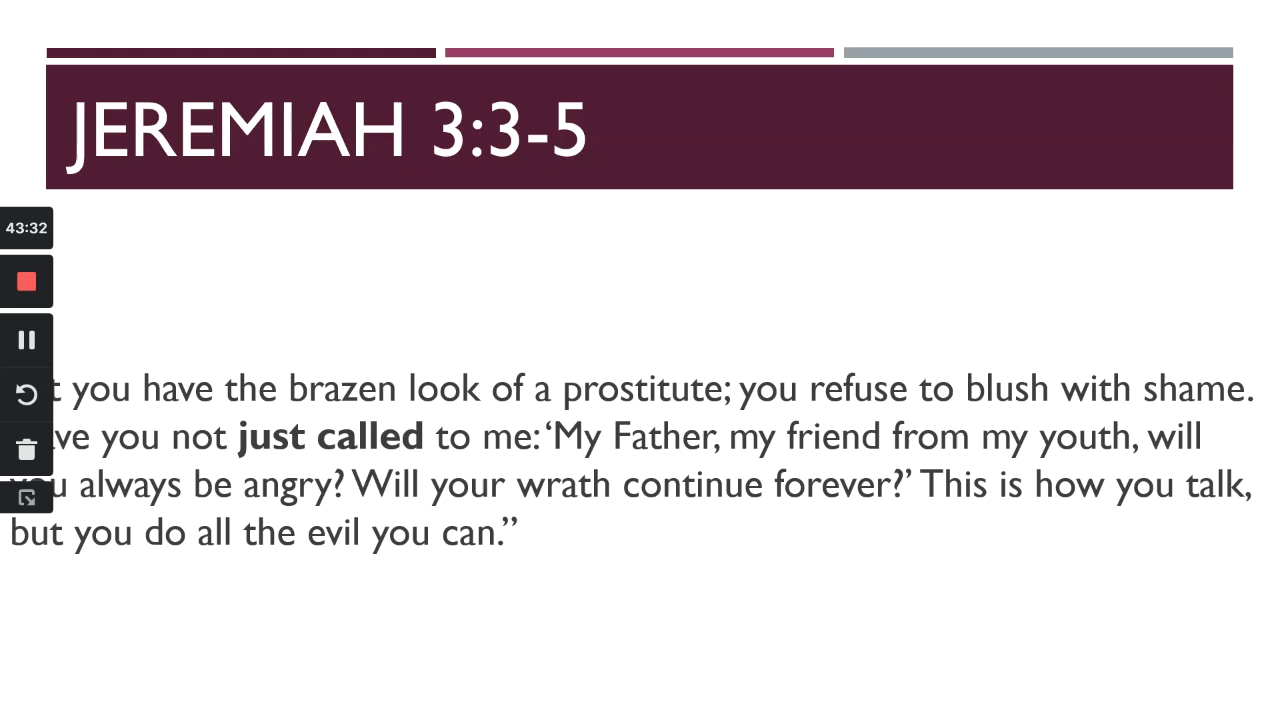 JEREMIAH 3:3-5
43:32
you have the brazen look of a prostitute; you refuse to blush with shame.
you not just called to me: ‘My Father, my friend from my youth, will
you always be angry? Will your wrath continue forever?’ This is how you talk,
but you do all the evil you can.”